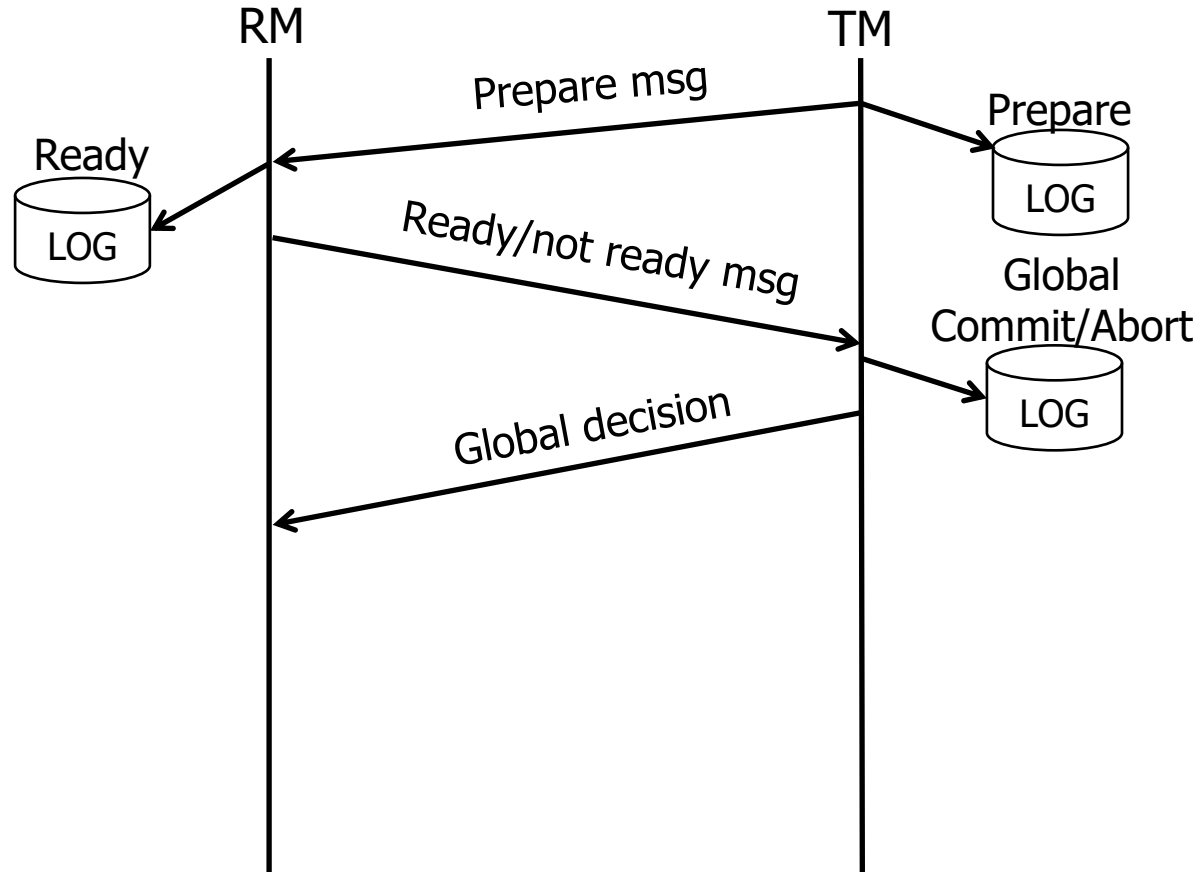 RM
TM
Prepare msg
Prepare
LOG
Ready
LOG
Ready/not ready msg
Global
Commit/Abort
LOG
Global decision